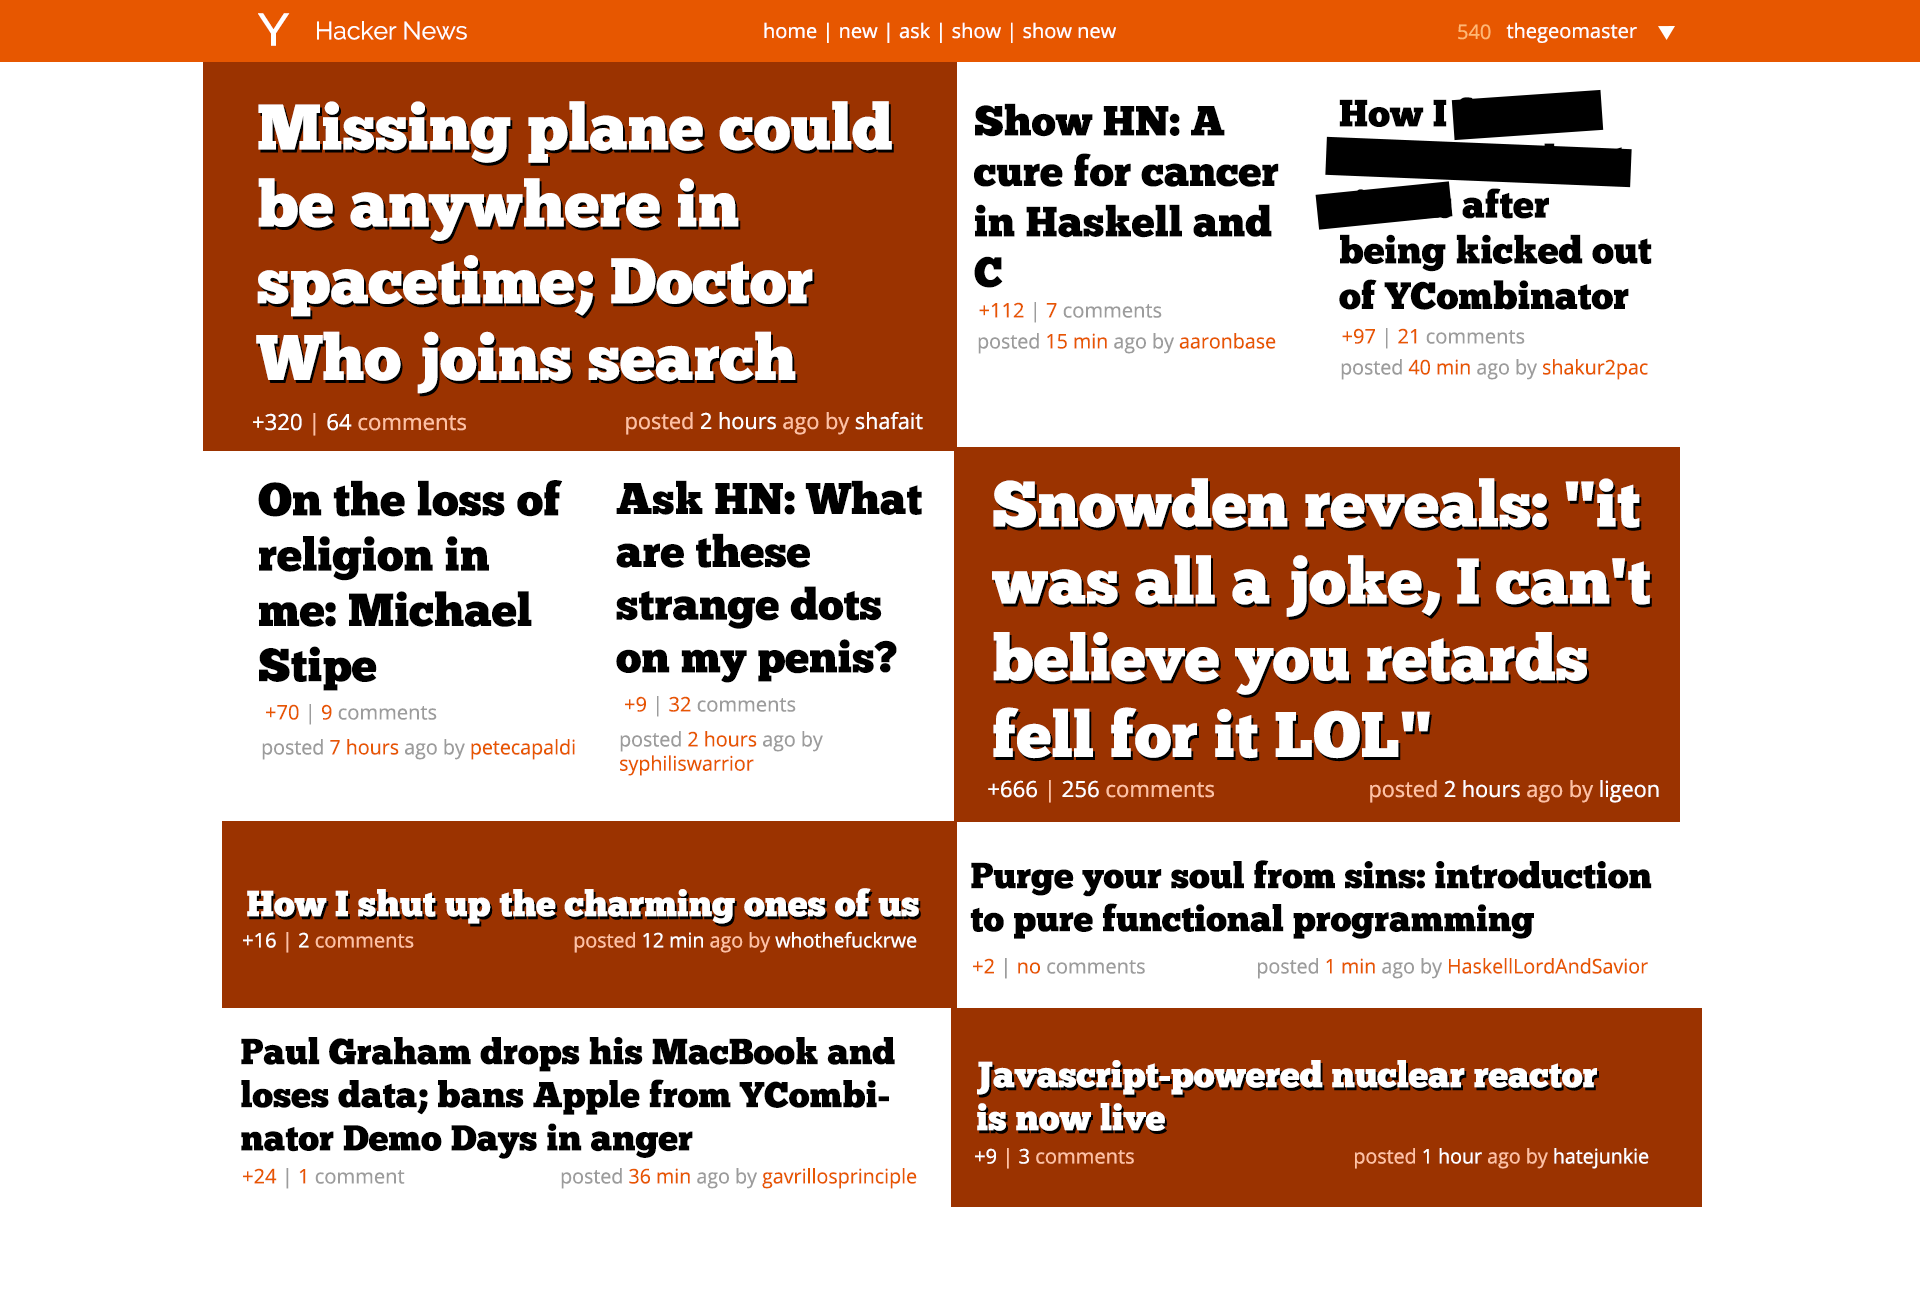 Y Hacker News
home | new | ask | show | show new
540 thegeomaster
Missing plane could
be anywhere in
spacetime; Doctor
Who joins search
+320 | 64 comments
posted 2 hours ago by shafait
Show HN: A
cure for cancer
in Haskell and
C
+112 | 7 comments
posted 15 min ago by aaronbase
How I
after
being kicked out
of YCombinator
+97 | 21 comments
posted 40 min ago by shakur2pac
On the loss of
religion in
me: Michael
Stipe
+70 | 9 comments
posted 7 hours ago by petecapaldi
Ask HN: What
are these
strange dots
on my penis?
+9 | 32 comments
posted 2 hours ago by
syphiliswarrior
Snowden reveals: "it
was all a joke, I can't
believe you retards
fell for it LOL"
+666 | 256 comments
posted 2 hours ago by ligeon
How I shut up the charming ones of us
+16 | 2 comments
posted 12 min ago by whothefuckrwe
Purge your soul from sins: introduction
to pure functional programming
+2 | no comments
posted 1 min ago by HaskellLordAndSavior
Paul Graham drops his MacBook and
loses data; bans Apple from YCombi-
nator Demo Days in anger
+24 | 1 comment
posted 36 min ago by gavrillosprinciple
Javascript-powered nuclear reactor
is now live
+9 | 3 comments
posted 1 hour ago by hatejunkie